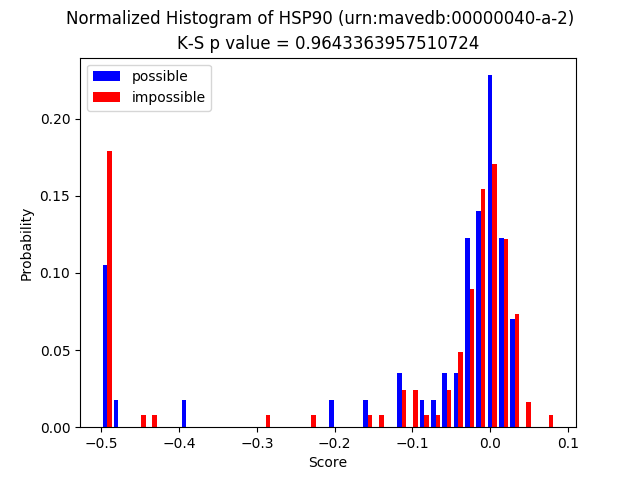 Normalized Histogram of HSP90 (urn:mavedb:00000040-a-2)
K-S p value = 0.9643363957510724
possible
impossible
0.20
0.15
0.10
0.05
0.00
Probability
−0.5
−0.4
−0.3
−0.2
−0.1
0.0
0.1
Score